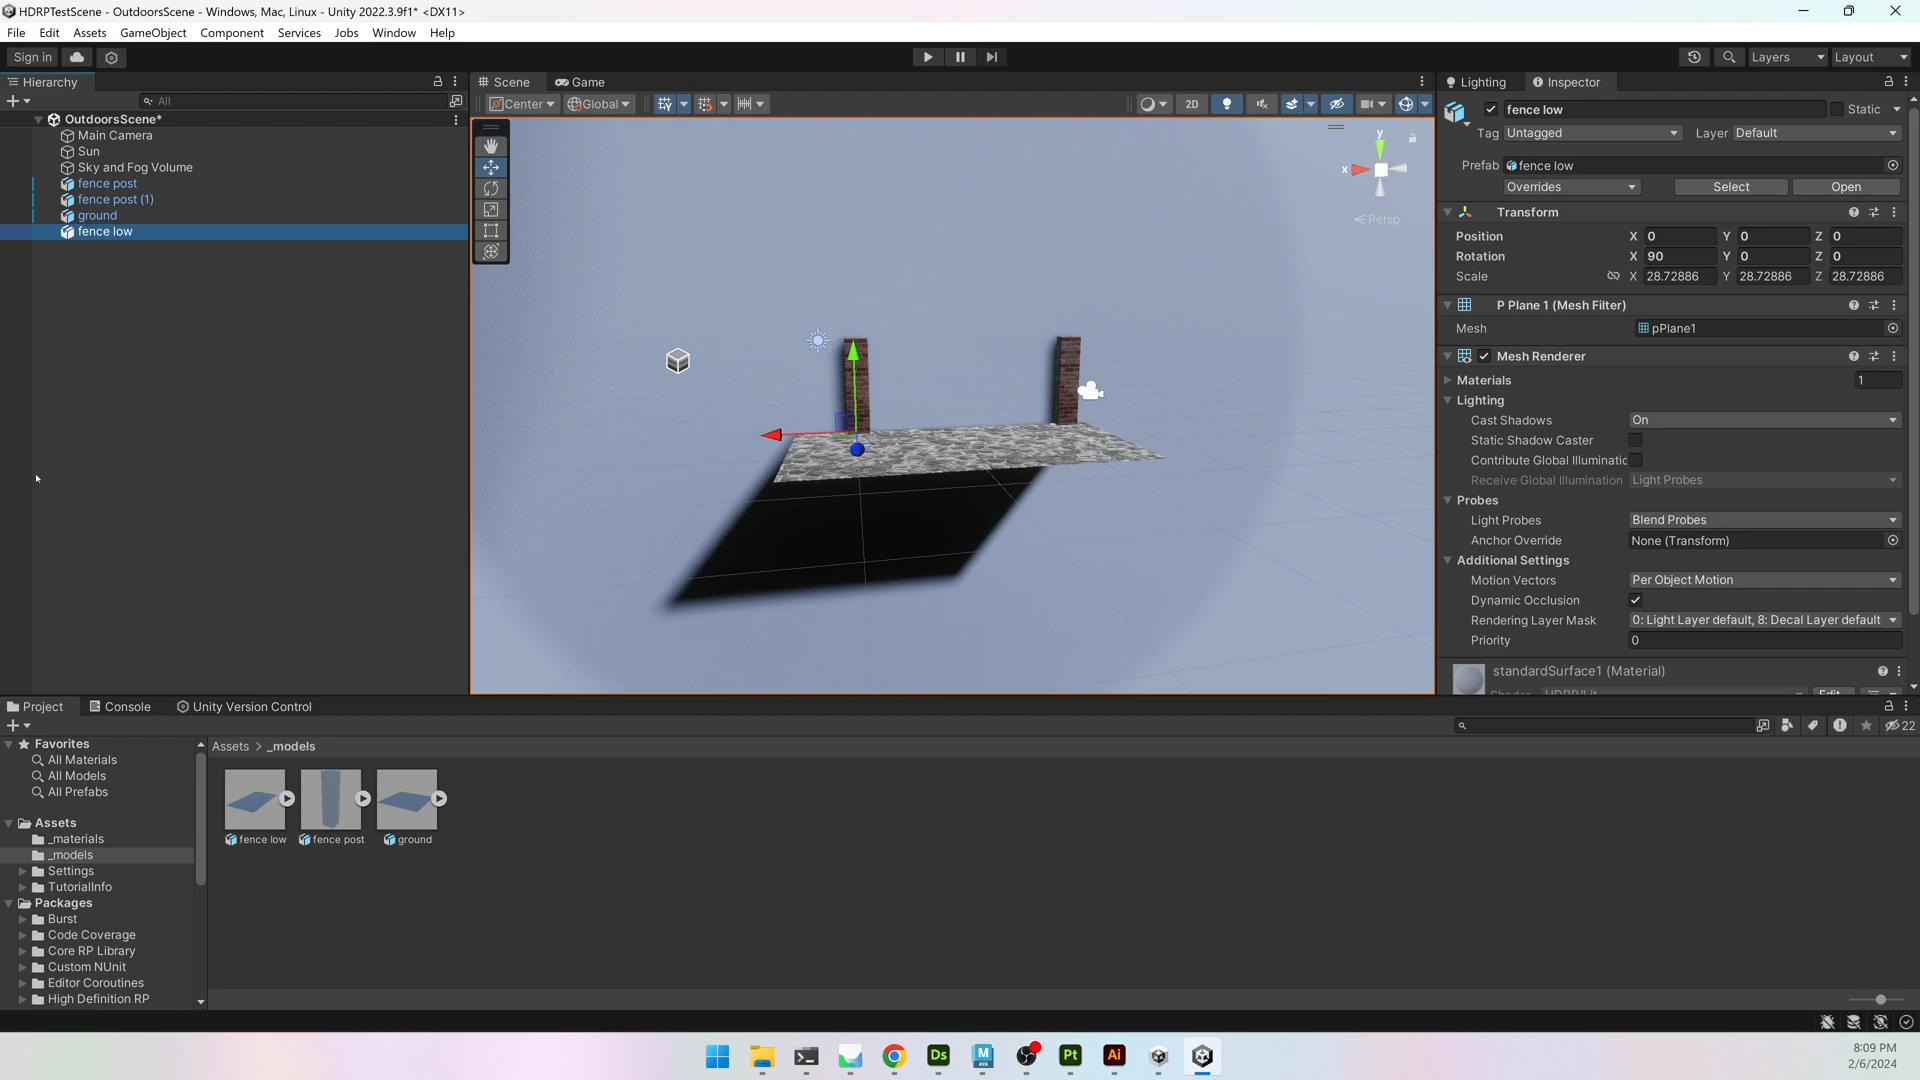 HDRPTestScene - OutdoorsScene - Windows, Mac, Linux - Unity 2022.3.9f1* <DX11>
File Edit Assets GameObject Component Services Jobs Window Help
Sign in
Layers Layout
Hierarchy
All
OutdoorsScene*
Main Camera
Sun
Sky and Fog Volume
fence post
fence post (1)
ground
fence low
Scene Game
Center Global 2D
y
x
Persp
Lighting Inspector
fence low Static
Tag Untagged Layer Default
Prefab fence low
Overrides Select Open
Transform
Position X 0 Y 0 Z 0
Rotation X 90 Y 0 Z 0
Scale X 28.72886 Y 28.72886 Z 28.72886
P Plane 1 (Mesh Filter)
Mesh pPlane1
Mesh Renderer
Materials 1
Lighting
Cast Shadows On
Static Shadow Caster
Contribute Global Illuminatic
Receive Global Illumination Light Probes
Probes
Light Probes Blend Probes
Anchor Override None (Transform)
Additional Settings
Motion Vectors Per Object Motion
Dynamic Occlusion
Rendering Layer Mask 0: Light Layer default, 8: Decal Layer default
Priority 0
standardSurface1 (Material)
Shader HDRP/Lit Edit
Project Console Unity Version Control
22
Favorites
All Materials
All Models
All Prefabs
Assets
_materials
_models
Settings
TutorialInfo
Packages
Burst
Code Coverage
Core RP Library
Custom NUnit
Editor Coroutines
High Definition RP
Assets > _models
fence low fence post ground
Ds M Pt Ai
8:09 PM
2/6/2024